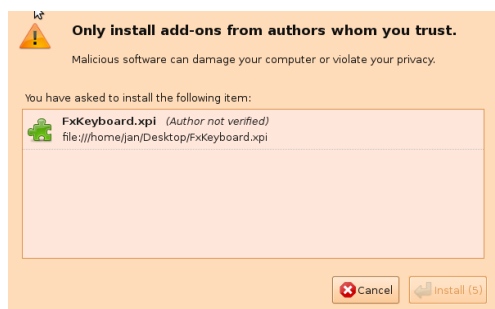 Only install add-ons from authors whom you trust.
Malicious software can damage your computer or violate your privacy.
You have asked to install the following item:
FxKeyboard.xpi (Author not verified)
file:///home/jan/Desktop/FxKeyboard.xpi
Cancel Install (5)